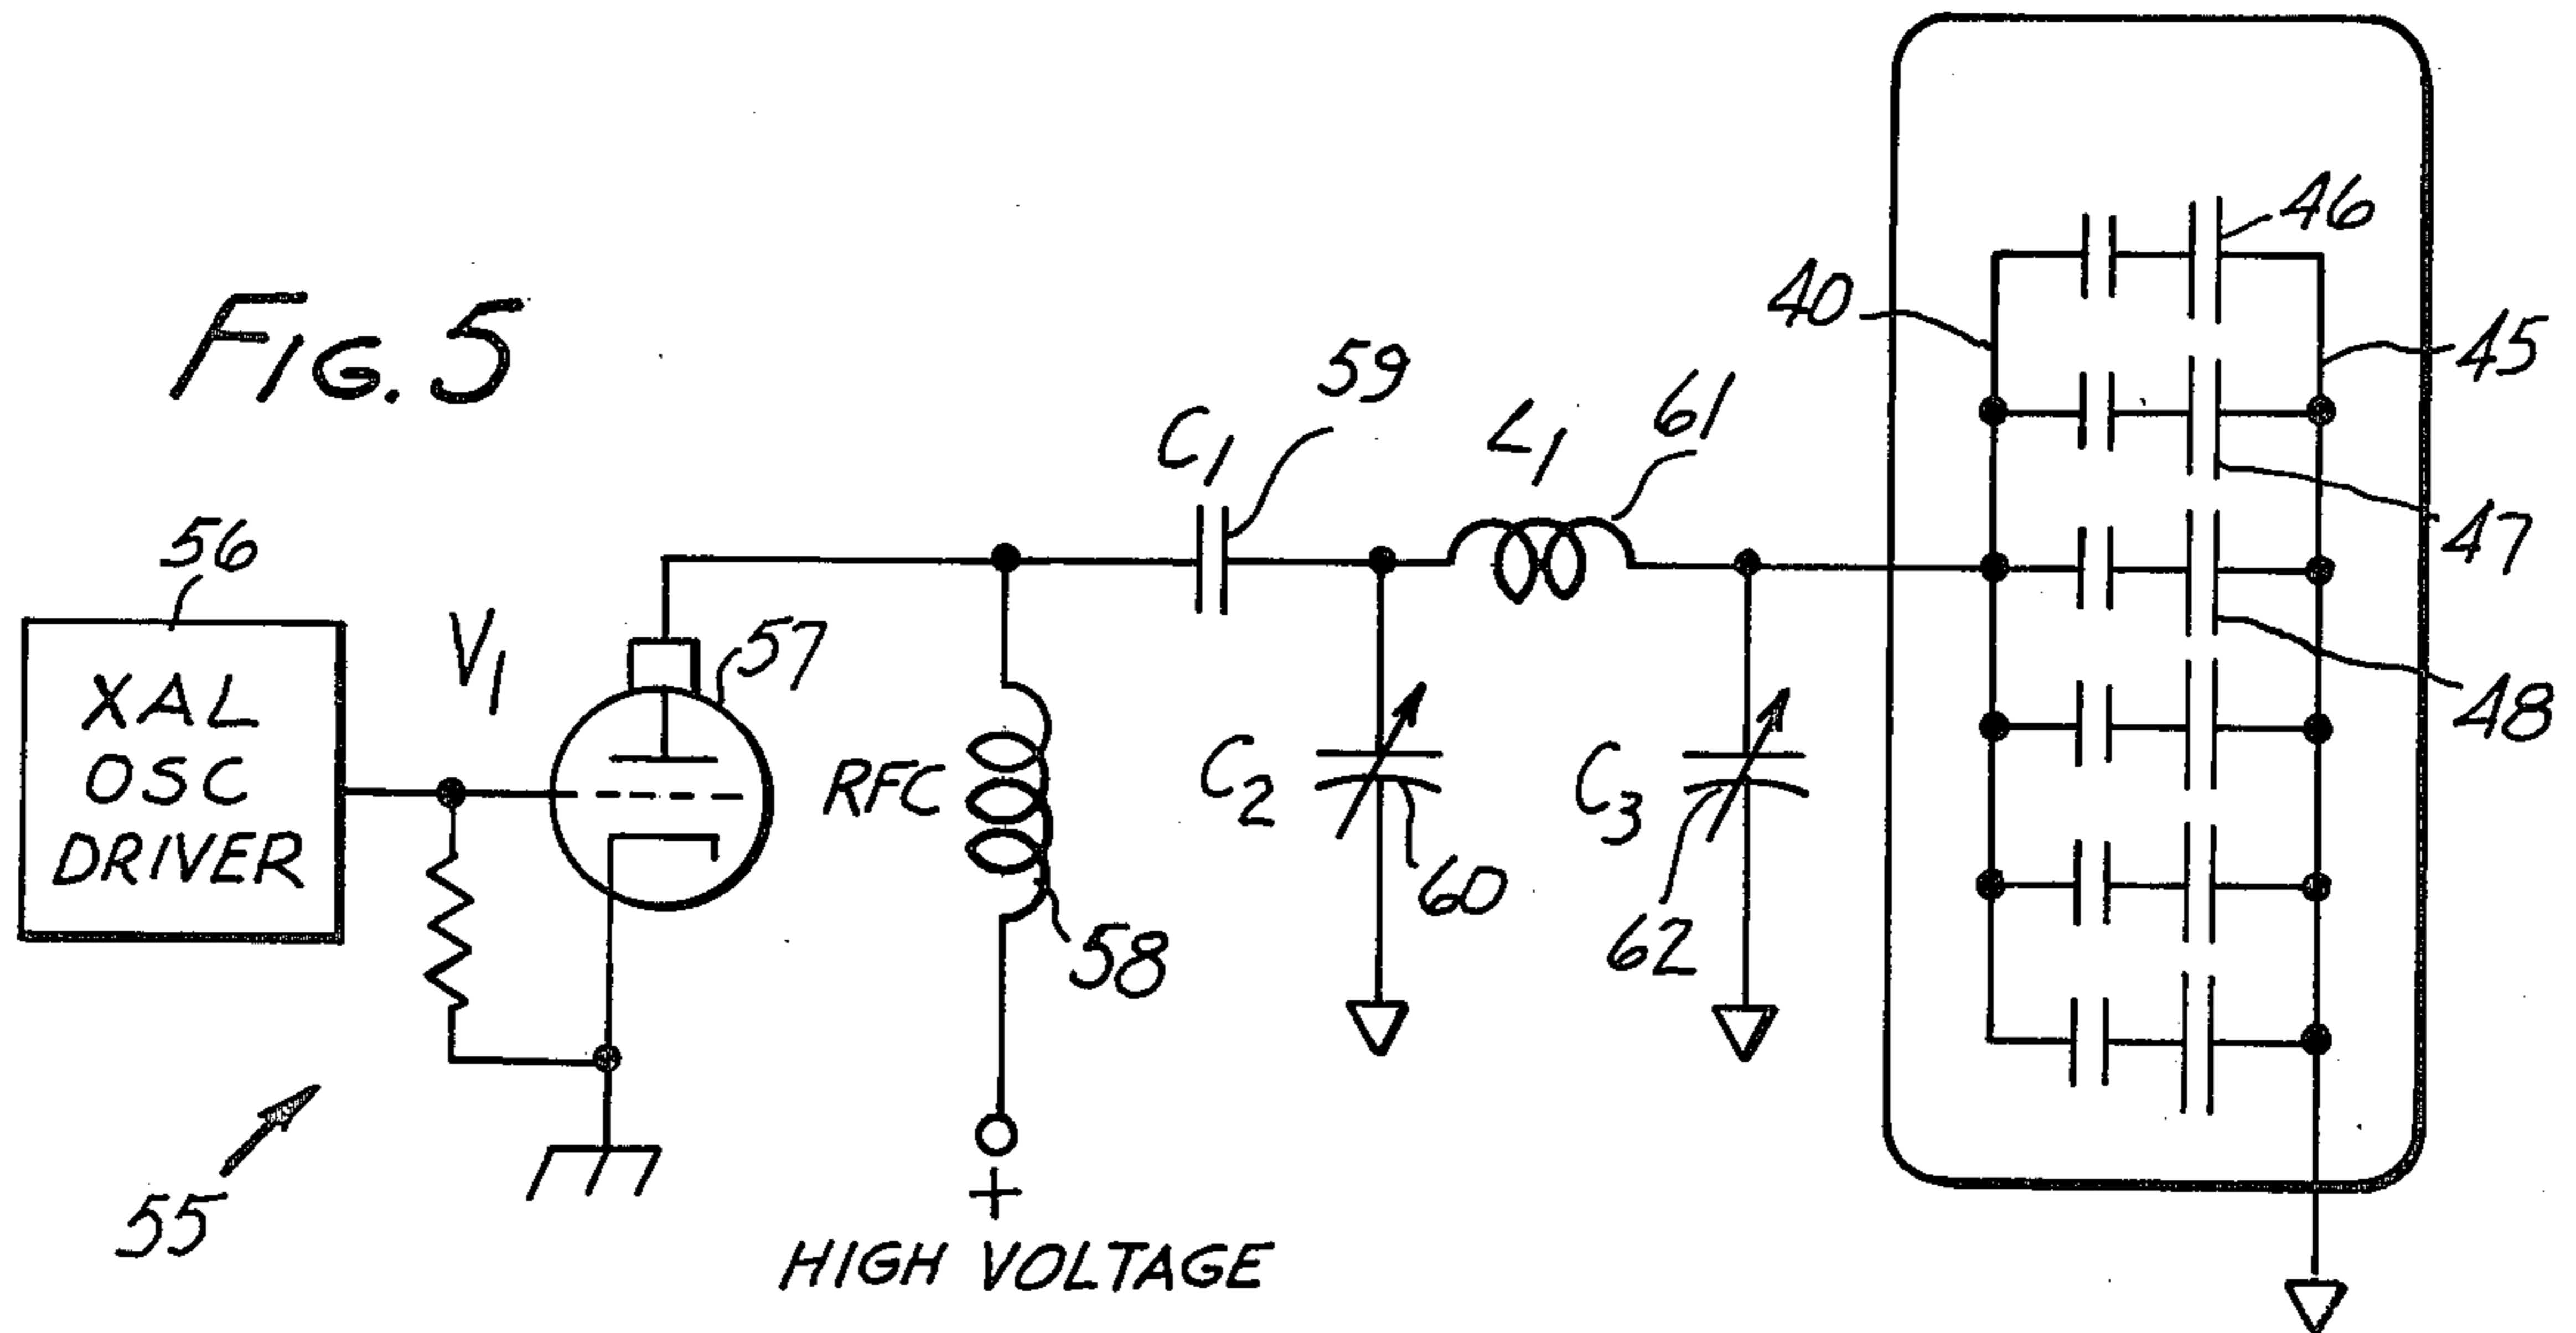 FIG. 5
46
40
45
59
C1
L1
61
47
56
V1
57
48
XAL
OSC
DRIVER
RFC
C2
C3
60
62
58
55
+
HIGH VOLTAGE